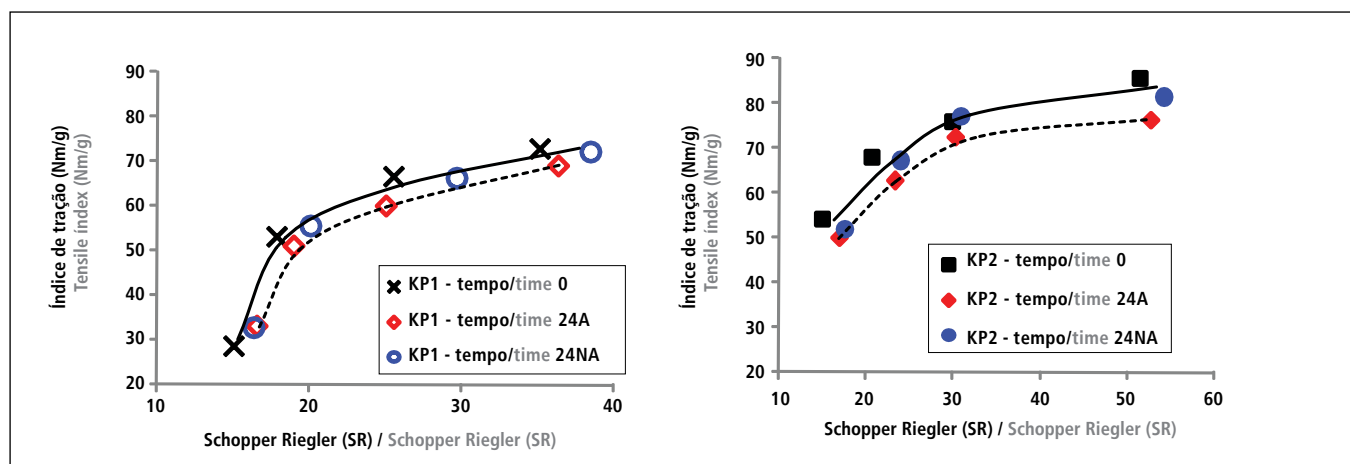 90
80
70
60
50
40
30
20
10
20
30
40
Índice de tração (Nm/g)
Tensile índex (Nm/g)
KP1 - tempo/time 0
KP1 - tempo/time 24A
KP1 - tempo/time 24NA
Schopper Riegler (SR) / Schopper Riegler (SR)
90
80
70
60
50
40
30
20
10
20
30
40
50
60
Índice de tração (Nm/g)
Tensile índex (Nm/g)
KP2 - tempo/time 0
KP2 - tempo/time 24A
KP2 - tempo/time 24NA
Schopper Riegler (SR) / Schopper Riegler (SR)